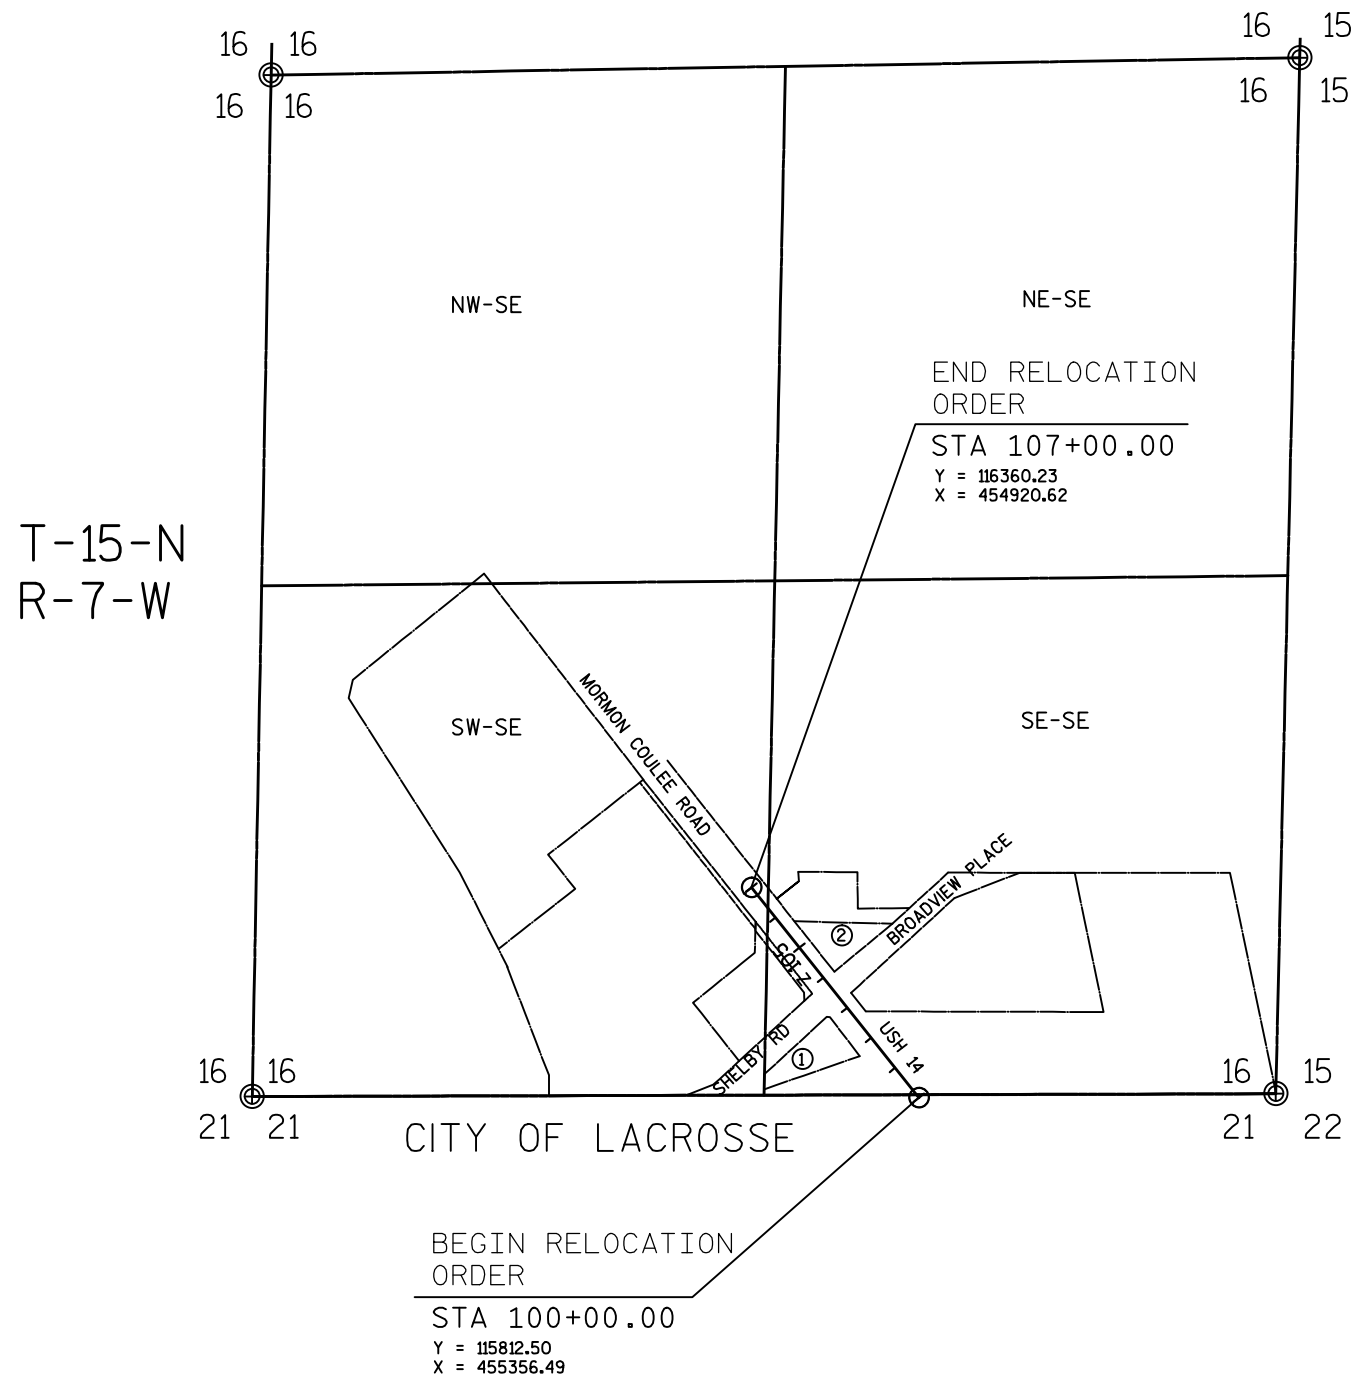 16 16
16 15
16 16
16 15
NW-SE
NE-SE
END RELOCATION
ORDER
STA 107+00.00
Y = 116360.23
X = 454920.62
T-15-N
R-7-W
MORMON COULEE ROAD
SW-SE
SE-SE
BROADVIEW PLACE
2
USH 14
SHELBY RD
1
16 16
16 15
21 21
21 22
CITY OF LACROSSE
BEGIN RELOCATION
ORDER
STA 100+00.00
Y = 115812.50
X = 455356.49